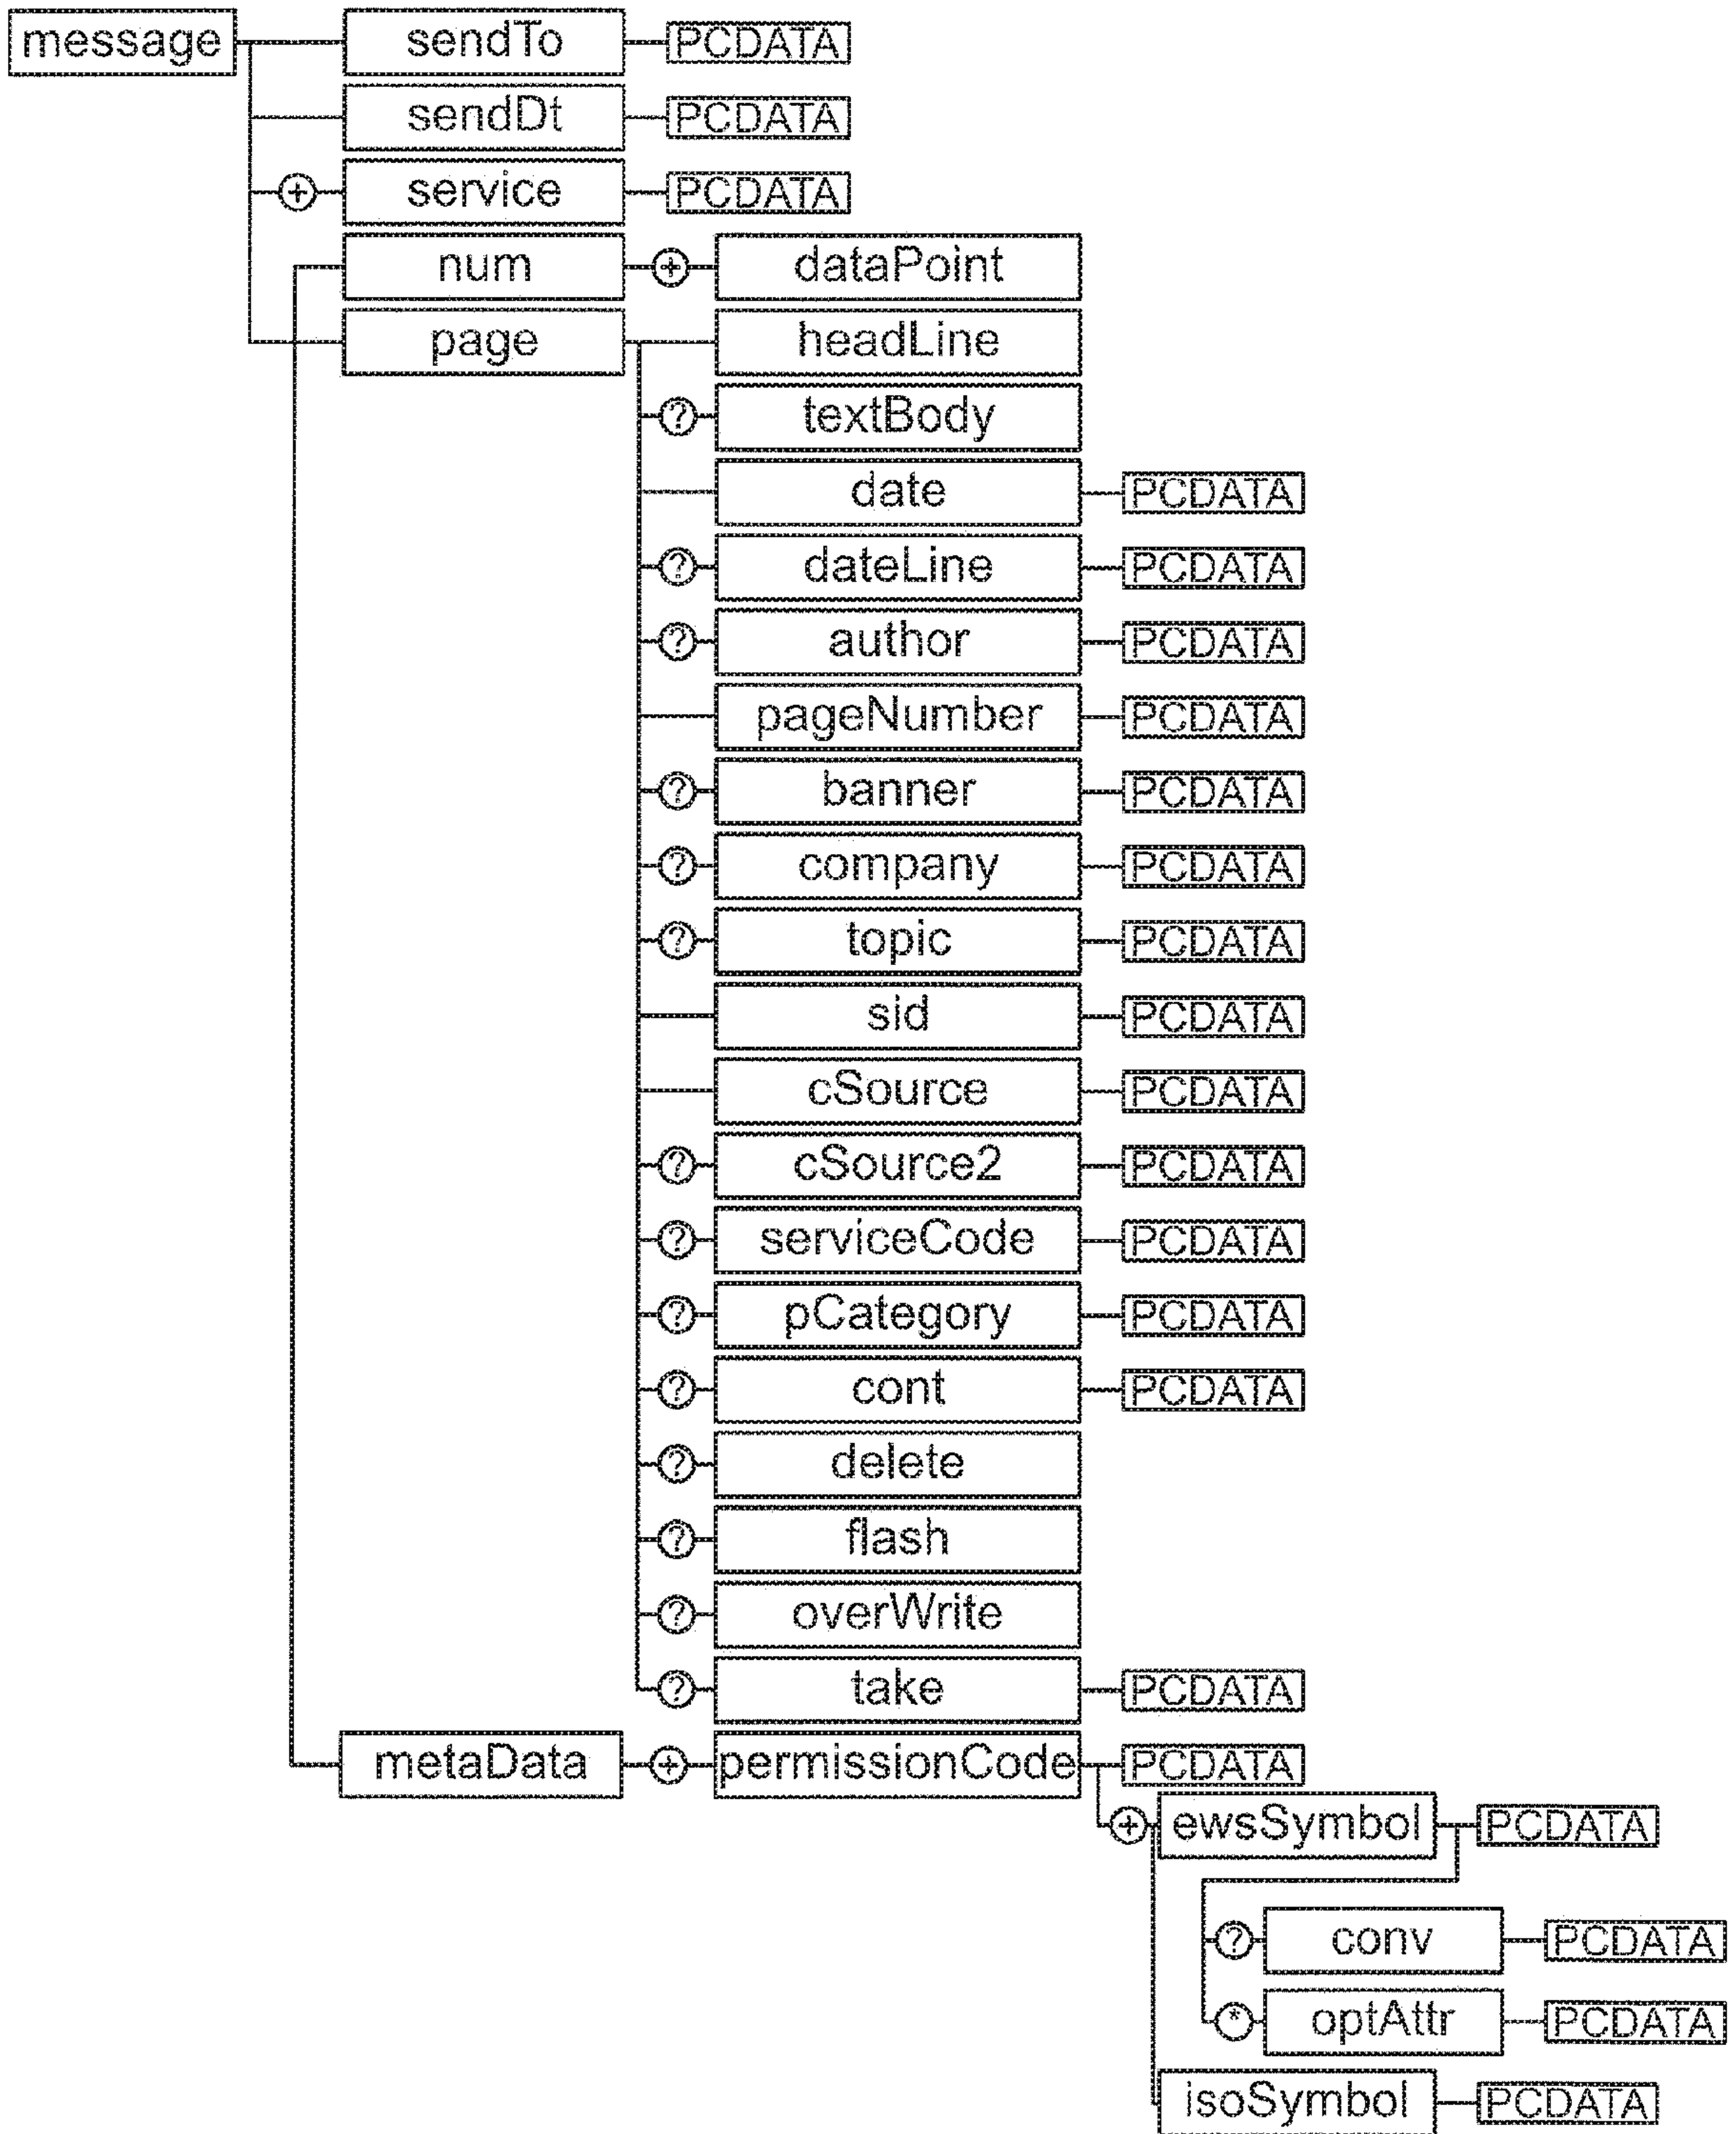 message sendTo PCDATA
sendDt PCDATA
+ service PCDATA
num + dataPoint
page headLine
? textBody
date PCDATA
? dateLine PCDATA
? author PCDATA
pageNumber PCDATA
? banner PCDATA
? company PCDATA
? topic PCDATA
sid PCDATA
cSource PCDATA
? cSource2 PCDATA
? serviceCode PCDATA
? pCategory PCDATA
? cont PCDATA
? delete
? flash
? overWrite
? take PCDATA
metaData + permissionCode PCDATA
+ ewsSymbol PCDATA
? conv PCDATA
* optAttr PCDATA
isoSymbol PCDATA